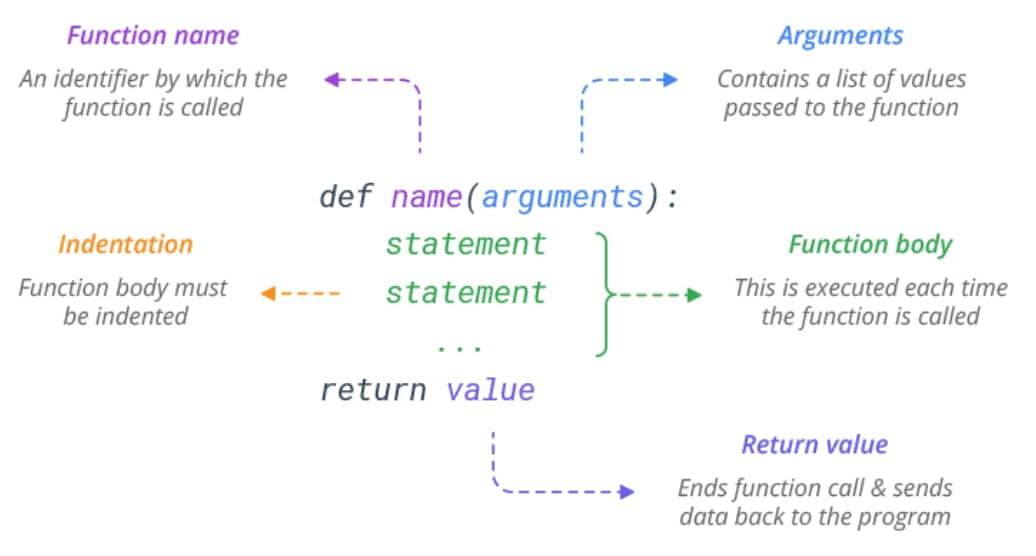 Function name
An identifier by which the
function is called
Arguments
Contains a list of values
passed to the function
def name(arguments):
statement
statement
...
return value
Indentation
Function body must
be indented
Function body
This is executed each time
the function is called
Return value
Ends function call & sends
data back to the program